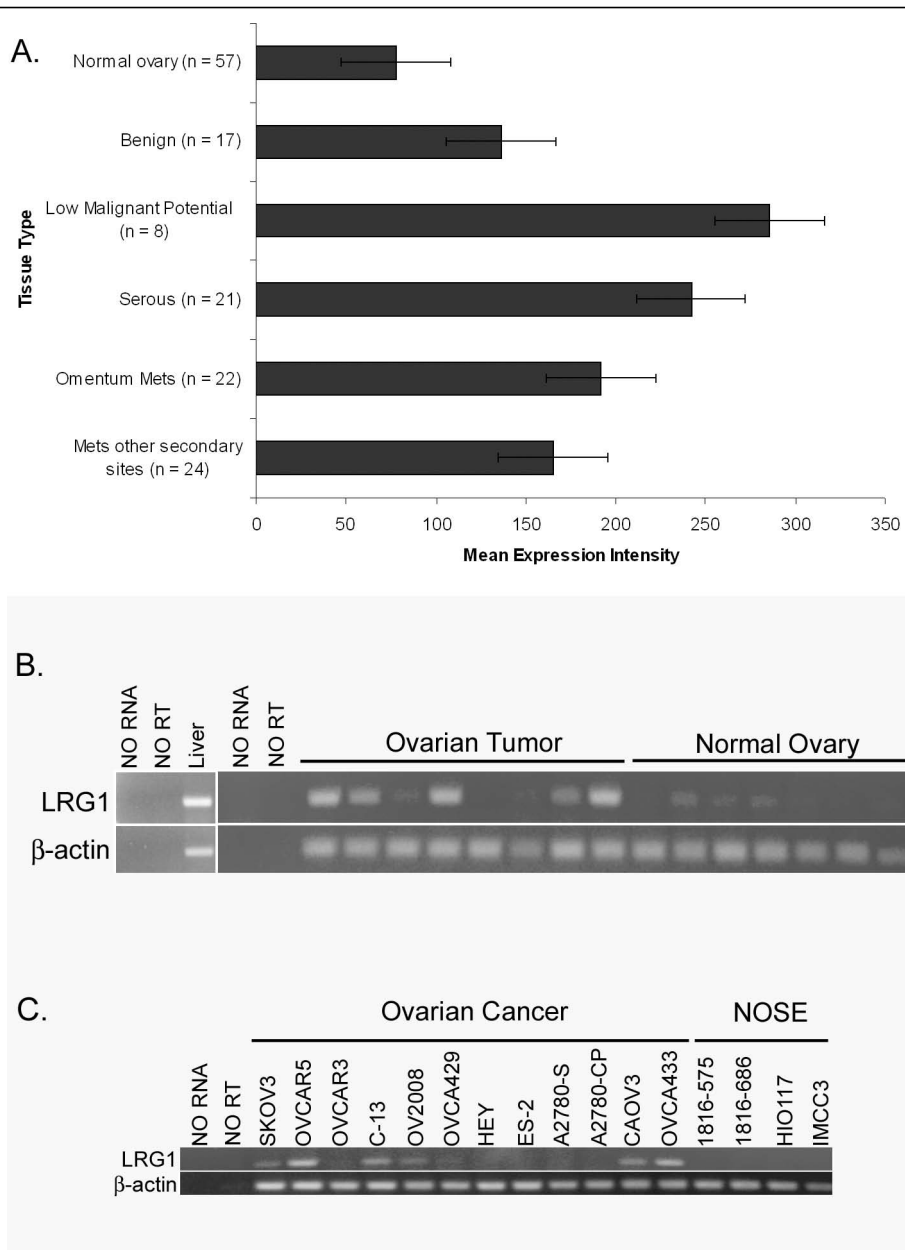 A.
Tissue Type
Normal ovary (n = 57)
Benign (n = 17)
Low Malignant Potential
(n = 8)
Serous (n = 21)
Omentum Mets (n = 22)
Mets other secondary
sites (n = 24)
0 50 100 150 200 250 300 350
Mean Expression Intensity
B.
NO RNA
NO RT
Liver
NO RNA
NO RT
Ovarian Tumor
Normal Ovary
LRG1
β-actin
C.
Ovarian Cancer
NOSE
NO RNA
NO RT
SKOV3
OVCAR5
OVCAR3
C-13
OV2008
OVCA429
HEY
ES-2
A2780-S
A2780-CP
CAOV3
OVCA433
1816-575
1816-686
HIO117
IMCC3
LRG1
β-actin